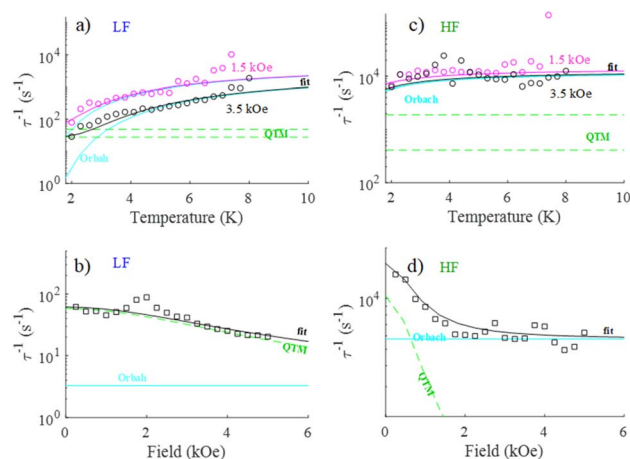 a) LF
τ⁻¹ (s⁻¹)
10⁴
10²
10⁰
1.5 kOe
fit
3.5 kOe
QTM
Orbah
2 4 6 8 10
Temperature (K)
c) HF
τ⁻¹ (s⁻¹)
10⁴
10²
1.5 kOe
fit
Orbach
3.5 kOe
QTM
2 4 6 8 10
Temperature (K)
b) LF
τ⁻¹ (s⁻¹)
10²
10¹
10⁰
fit
QTM
Orbah
0 2 4 6
Field (kOe)
d) HF
τ⁻¹ (s⁻¹)
10⁴
fit
Orbach
QTM
0 2 4 6
Field (kOe)